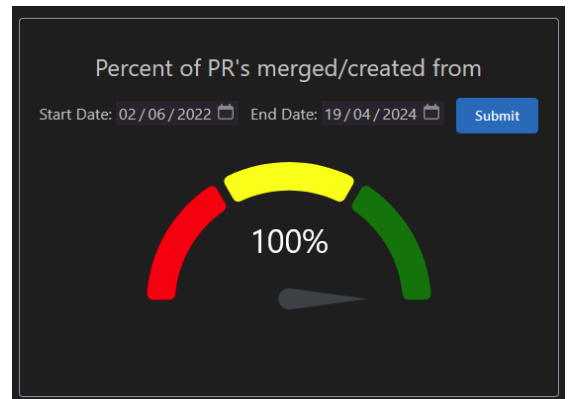 Percent of PR's merged/created from
Start Date: 02/06/2022 End Date: 19/04/2024 Submit
100%